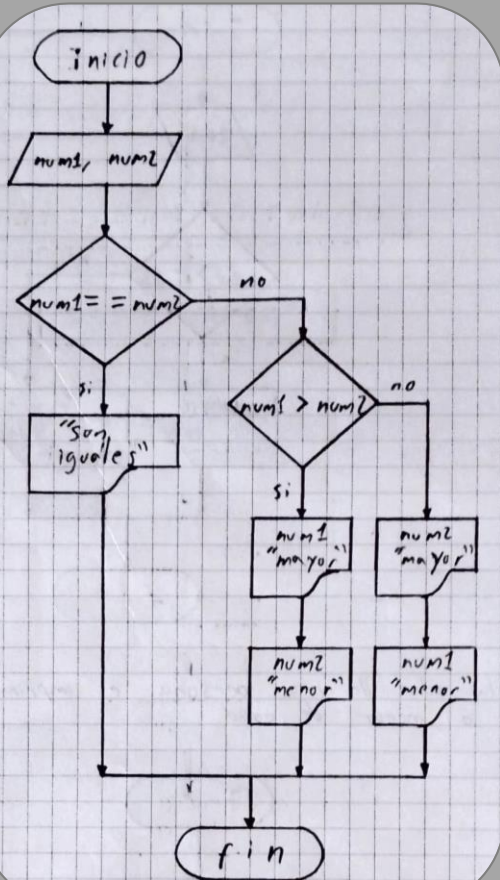 inicio
num1, num2
num1 == num2
no
si
"son
iguales"
num1 > num2
no
si
num1
"mayor"
num2
"menor"
num2
"mayor"
num1
"menor"
fin